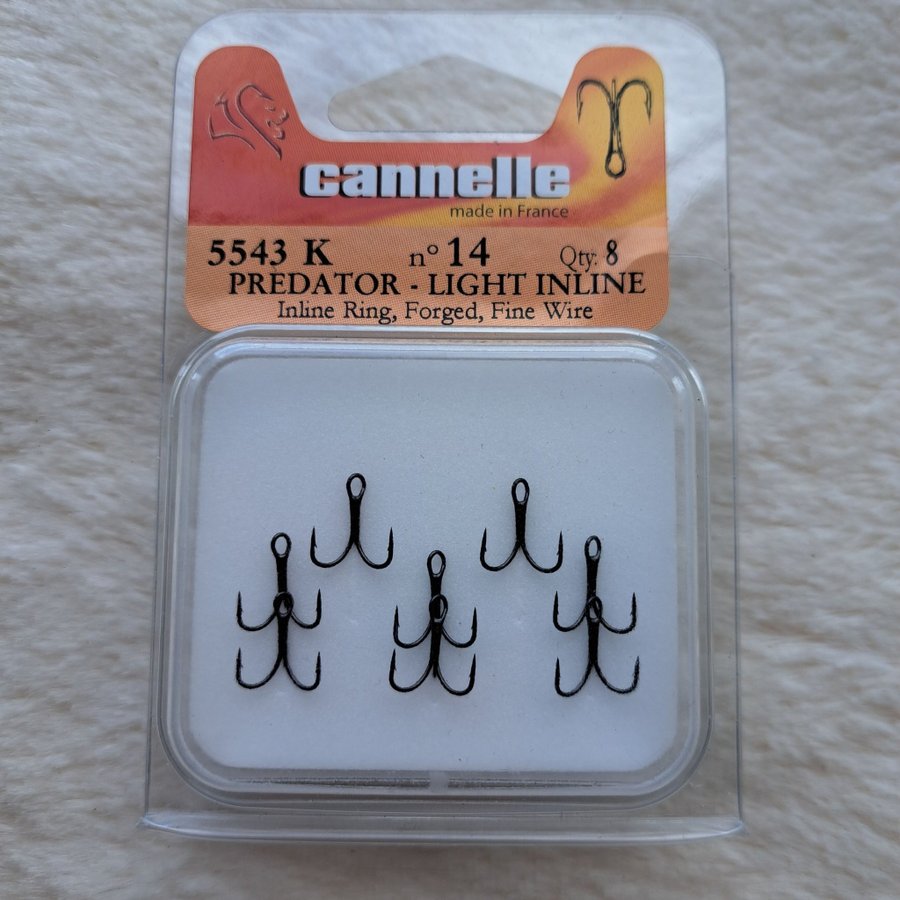 cannelle
made in France
5543 K n° 14 Qty: 8
PREDATOR - LIGHT INLINE
Inline Ring, Forged, Fine Wire